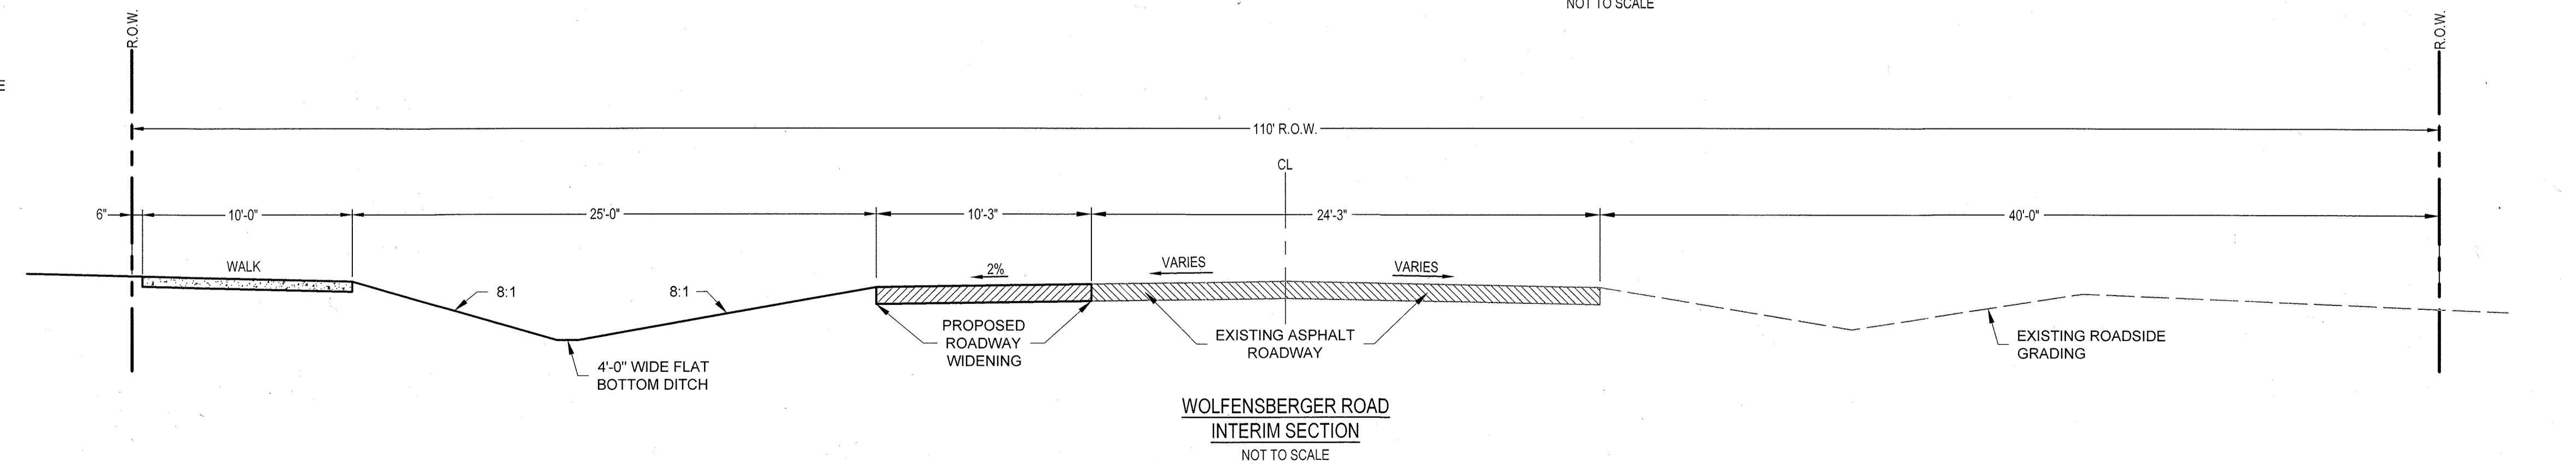 NOT TO SCALE
R.O.W.
R.O.W.
E
110' R.O.W.
CL
6"
10'-0"
25'-0"
10'-3"
24'-3"
40'-0"
WALK
8:1
8:1
2%
VARIES
VARIES
4'-0" WIDE FLAT
BOTTOM DITCH
PROPOSED
ROADWAY
WIDENING
EXISTING ASPHALT
ROADWAY
EXISTING ROADSIDE
GRADING
WOLFENSBERGER ROAD
INTERIM SECTION
NOT TO SCALE